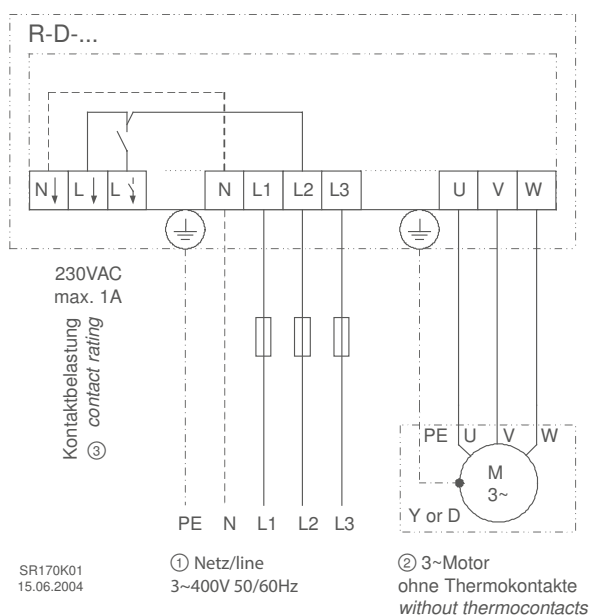 R-D-...
N L L N L1 L2 L3 U V W
230VAC
max. 1A
Kontaktbelastung
contact rating
③
PE U V W
M
3~
Y or D
PE N L1 L2 L3
① Netz/line
3~400V 50/60Hz
② 3~Motor
ohne Thermokontakte
without thermocontacts
SR170K01
15.06.2004